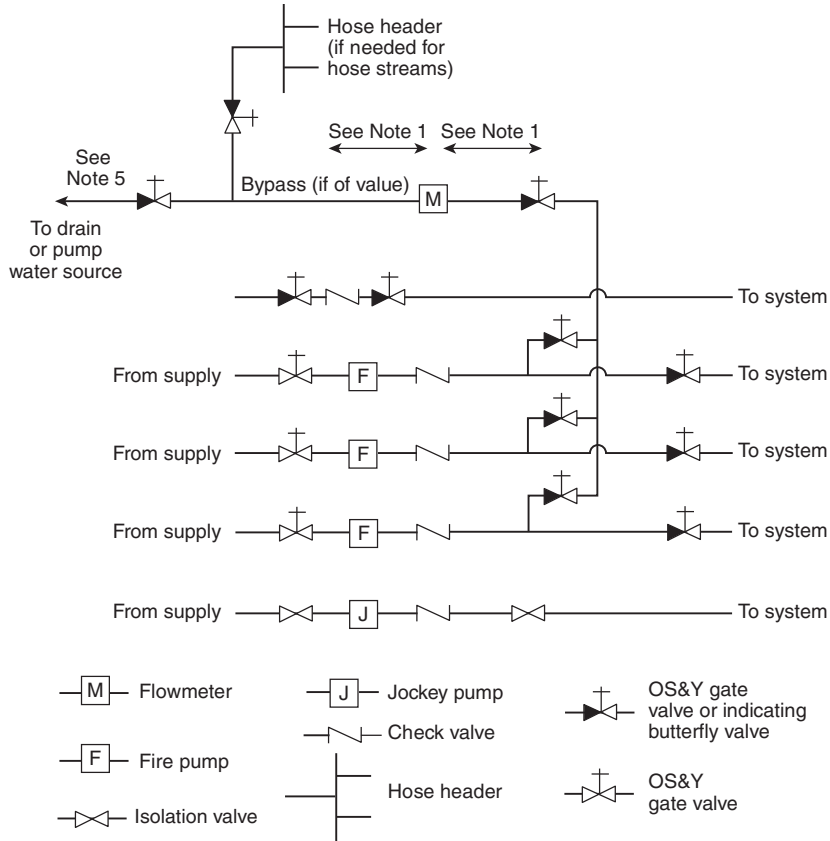 Hose header
(if needed for
hose streams)
See Note 1
See Note 1
See
Note 5
Bypass (if of value)
M
To drain
or pump
water source
To system
From supply
F
To system
From supply
F
To system
From supply
F
To system
From supply
J
To system
M
Flowmeter
J
Jockey pump
OS&Y gate
valve or indicating
butterfly valve
Check valve
F
Fire pump
Hose header
OS&Y
gate valve
Isolation valve